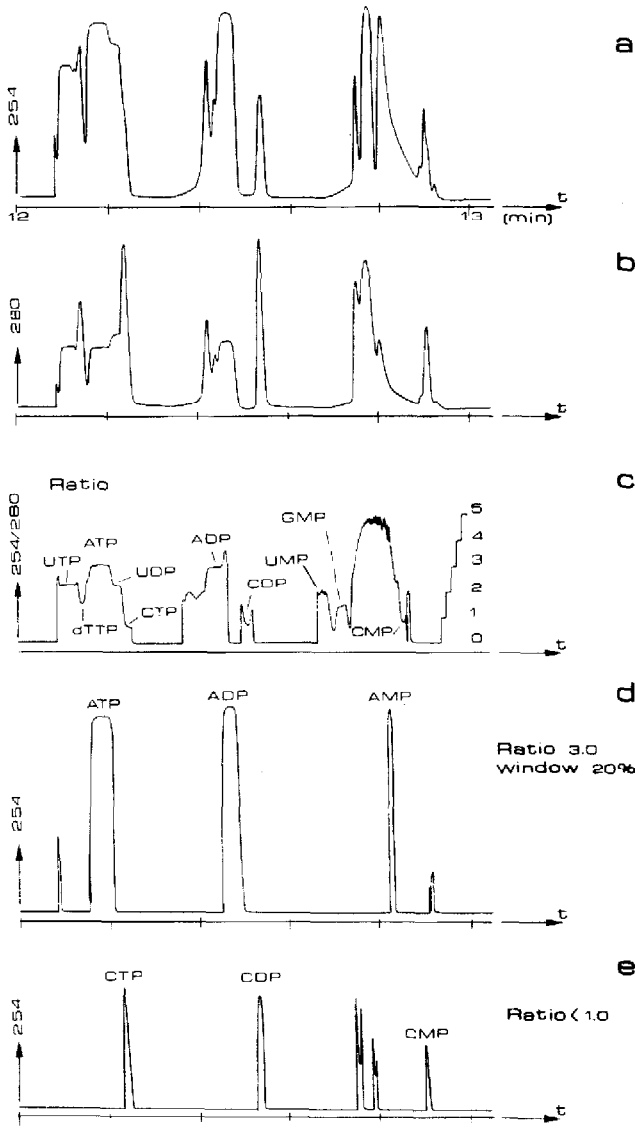 a
254
12
13
t
(min)
b
280
t
c
Ratio
254/280
UTP
ATP
dTTP
UDP
CTP
ADP
CDP
UMP
GMP
CMP
5
4
3
2
1
0
t
d
ATP
ADP
AMP
Ratio 3.0
Window 20%
254
t
e
CTP
CDP
CMP
Ratio < 1.0
254
t